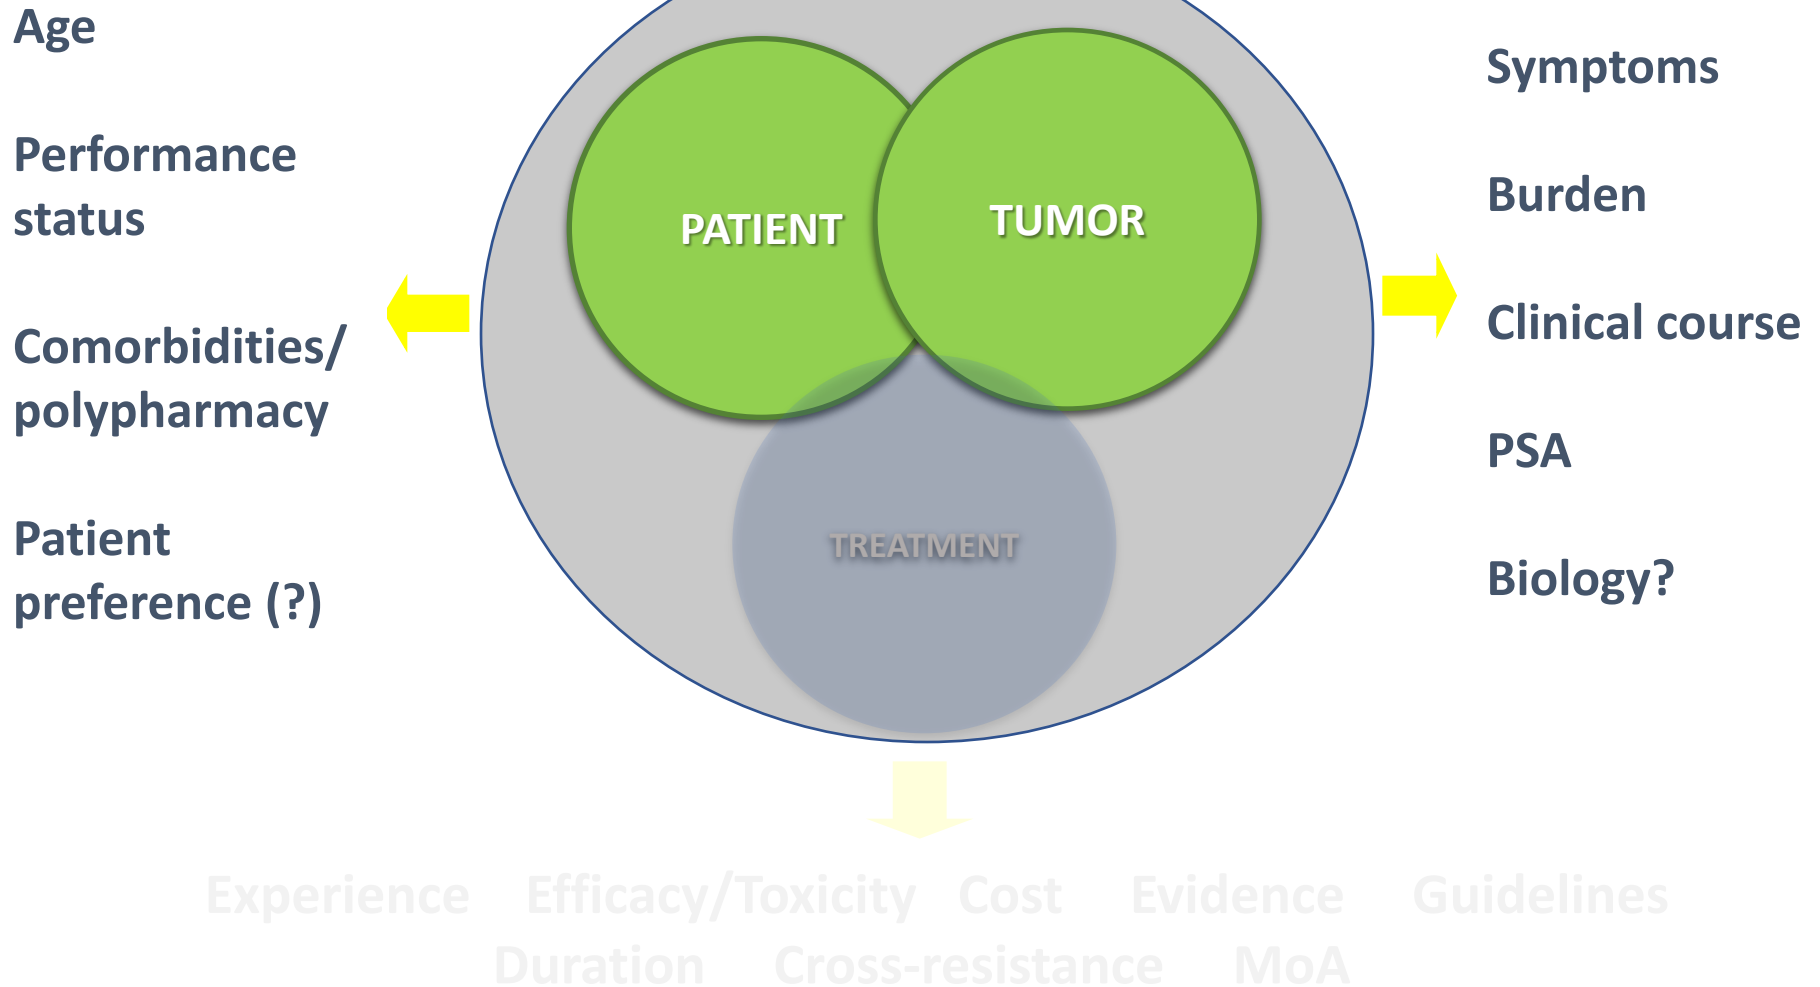 Age
Performance
status
Comorbidities/
polypharmacy
Patient
preference (?)
PATIENT
TUMOR
TREATMENT
Symptoms
Burden
Clinical course
PSA
Biology?
Experience Efficacy/Toxicity Cost Evidence Guidelines
Duration Cross-resistance MoA